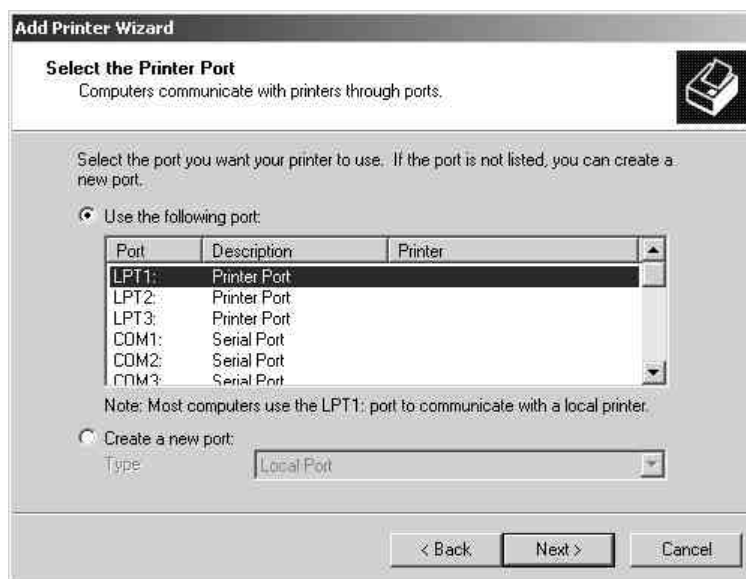 Add Printer Wizard
Select the Printer Port
Computers communicate with printers through ports.
Select the port you want your printer to use. If the port is not listed, you can create a
new port.
Use the following port:
Port Description Printer
LPT1: Printer Port
LPT2: Printer Port
LPT3: Printer Port
COM1: Serial Port
COM2: Serial Port
COM3: Serial Port
Note: Most computers use the LPT1: port to communicate with a local printer.
Create a new port:
Type Local Port
< Back Next > Cancel